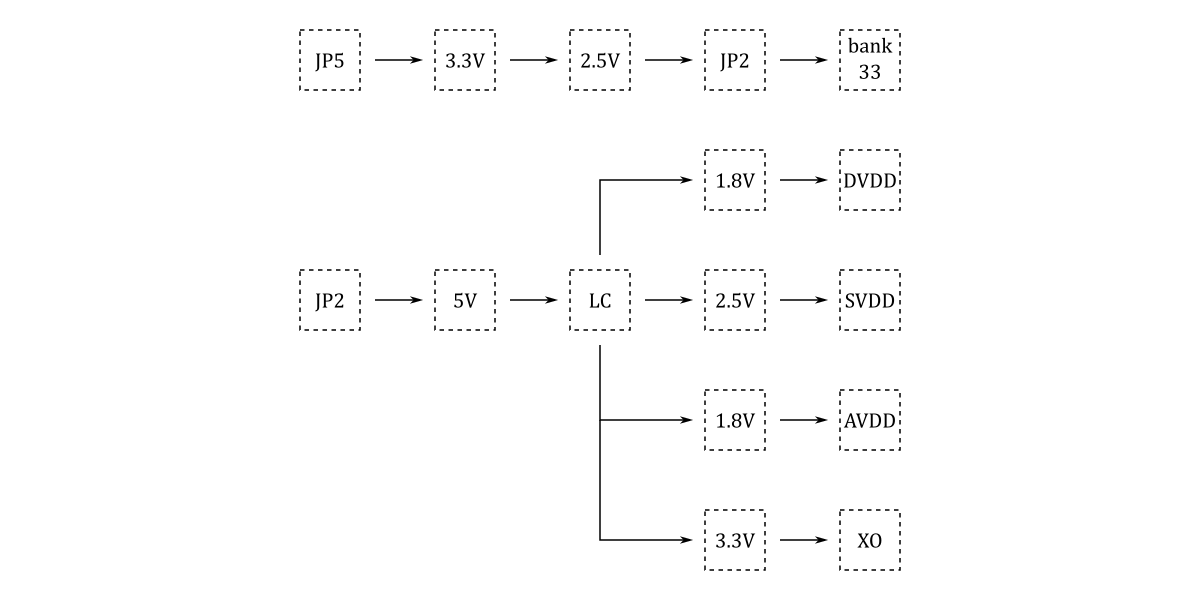 JP5
3.3V
2.5V
JP2
bank
33
1.8V
DVDD
JP2
5V
LC
2.5V
SVDD
1.8V
AVDD
3.3V
XO